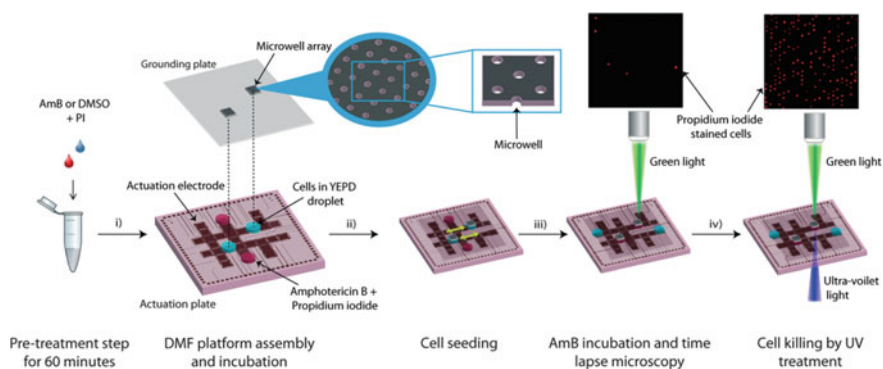 Microwell array
Grounding plate
AmB or DMSO
+ PI
Microwell
Propidium iodide
stained cells
Green light
Green light
Actuation electrode
Cells in YEPD
droplet
i)
ii)
iii)
iv)
Actuation plate
Amphotericin B +
Propidium iodide
Ultra-voilet
light
Pre-treatment step
for 60 minutes
DMF platform assembly
and incubation
Cell seeding
AmB incubation and time
lapse microscopy
Cell killing by UV
treatment